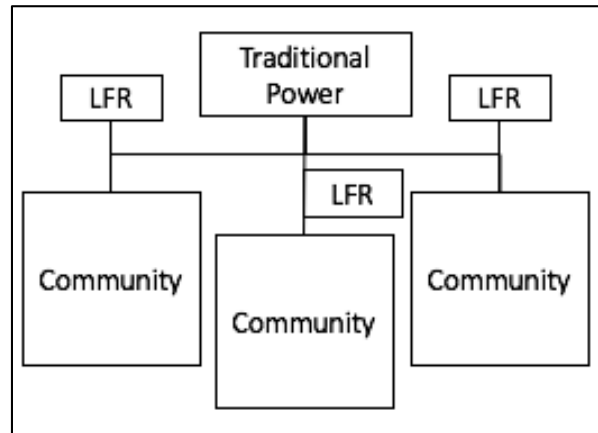 Traditional
Power
LFR
LFR
LFR
Community
Community
Community